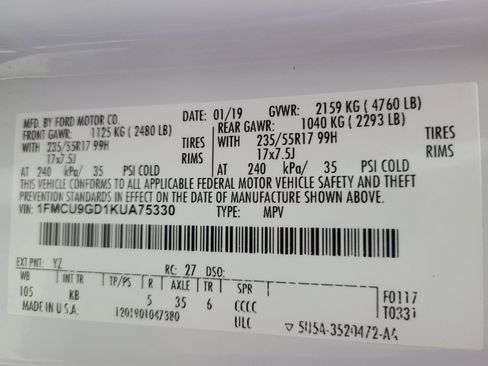 MFD. BY FORD MOTOR CO. DATE: 01/19 GVWR: 2159 KG (4760 LB)
FRONT GAWR: 1125 KG (2480 LB) REAR GAWR: 1040 KG (2293 LB)
WITH 235/55R17 99H TIRES WITH 235/55R17 99H TIRES
17x7.5J RIMS 17x7.5J RIMS
AT 240 kPa/ 35 PSI COLD AT 240 kPa/ 35 PSI COLD
THIS VEHICLE CONFORMS TO ALL APPLICABLE FEDERAL MOTOR VEHICLE SAFETY AND THEFT
PREVENTION STANDARDS IN EFFECT ON THE DATE OF MANUFACTURE SHOWN ABOVE.
VIN: 1FMCU9GD1KUA75330 TYPE: MPV
EXT PNT: YZ RC: 27 DSO: F0117
WB INT TR TP/PS R AXLE TR SPR T0331
105 KB 5 35 6 CCCC
MADE IN U.S.A. 1201901047380 ULC ▽ 5U5A-3520472-AA